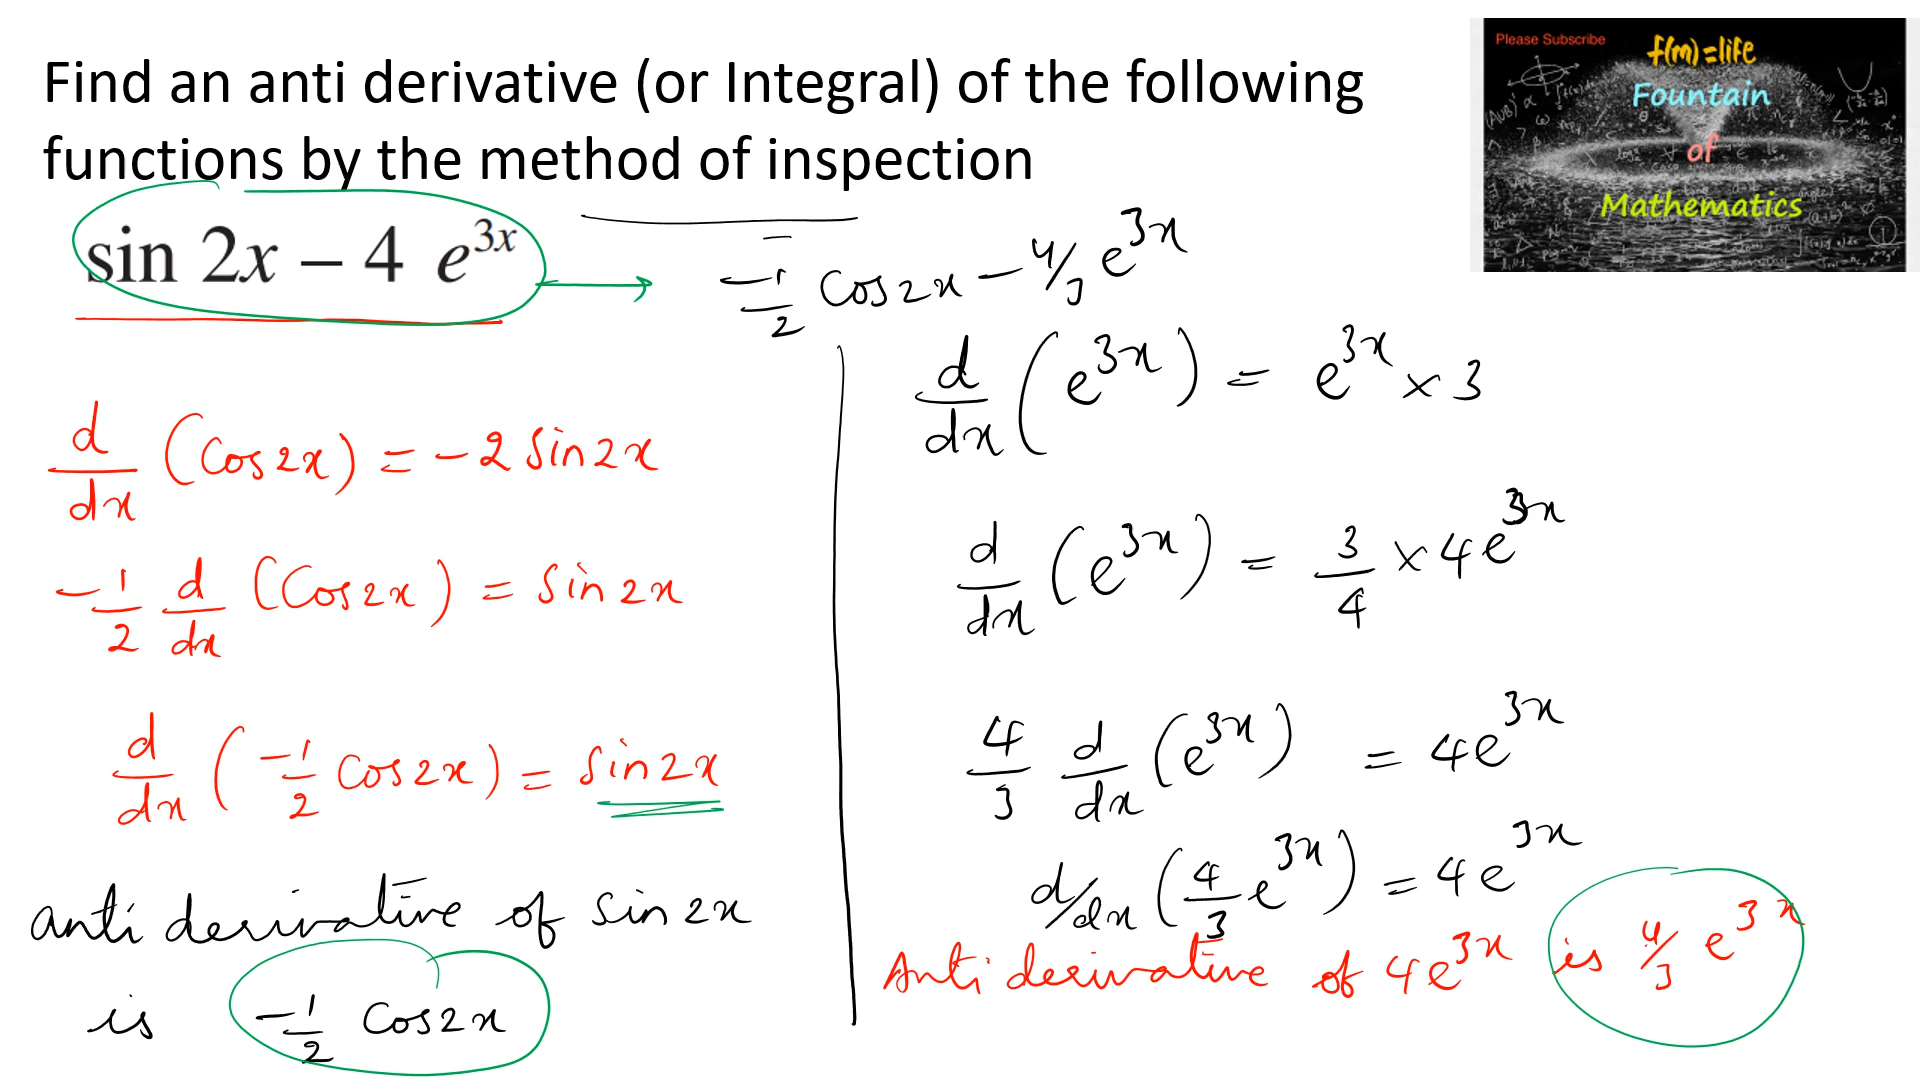 Find an anti derivative (or Integral) of the following
functions by the method of inspection
sin 2x – 4 e^{3x}
-1/2 Cos2x - 4/3 e^{3x}
d/dx (Cos2x) = -2 Sin2x
-1/2 d/dx (Cos2x) = Sin2x
d/dx (-1/2 Cos2x) = Sin2x
anti derivative of Sin2x
is -1/2 Cos2x
d/dx (e^{3x}) = e^{3x} × 3
d/dx (e^{3x}) = 3/4 × 4e^{3x}
4/3 d/dx (e^{3x}) = 4e^{3x}
d/dx (4/3 e^{3x}) = 4e^{3x}
Anti derivative of 4e^{3x} is 4/3 e^{3x}
Please Subscribe
f(m)=life
Fountain
of
Mathematics